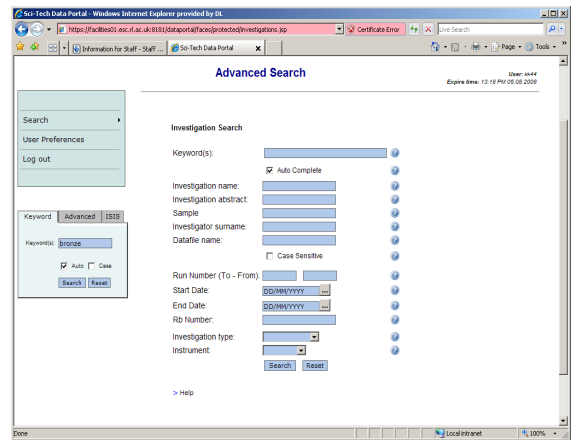 Sci-Tech Data Portal - Windows Internet Explorer provided by DL
https://facilities01.esc.rl.ac.uk:8181/dataportal/faces/protected/investigations.jsp
Certificate Error
Live Search
Information for Staff - Staff ...
Sci-Tech Data Portal
Page
Tools
Advanced Search
User: kk44
Expire time: 13:18 PM 05.08.2008
Search
User Preferences
Log out
Keyword Advanced ISIS
Keyword(s): bronze
Auto Case
Search Reset
Investigation Search
Keyword(s):
Auto Complete
Investigation name:
Investigation abstract:
Sample
Investigator surname:
Datafile name:
Case Sensitive
Run Number (To - From):
Start Date: DD/MM/YYYY ...
End Date: DD/MM/YYYY ...
Rb Number:
Investigation type:
Instrument:
Search Reset
> Help
Done
Local intranet
100%